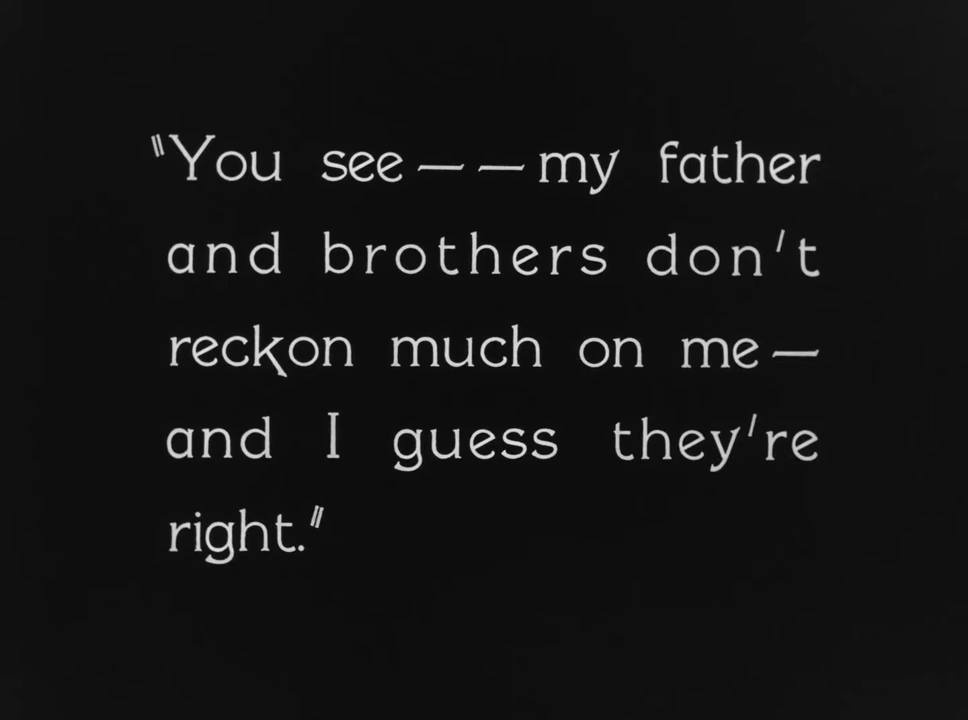 "You see — — my father
and brothers don't
reckon much on me —
and I guess they're
right."